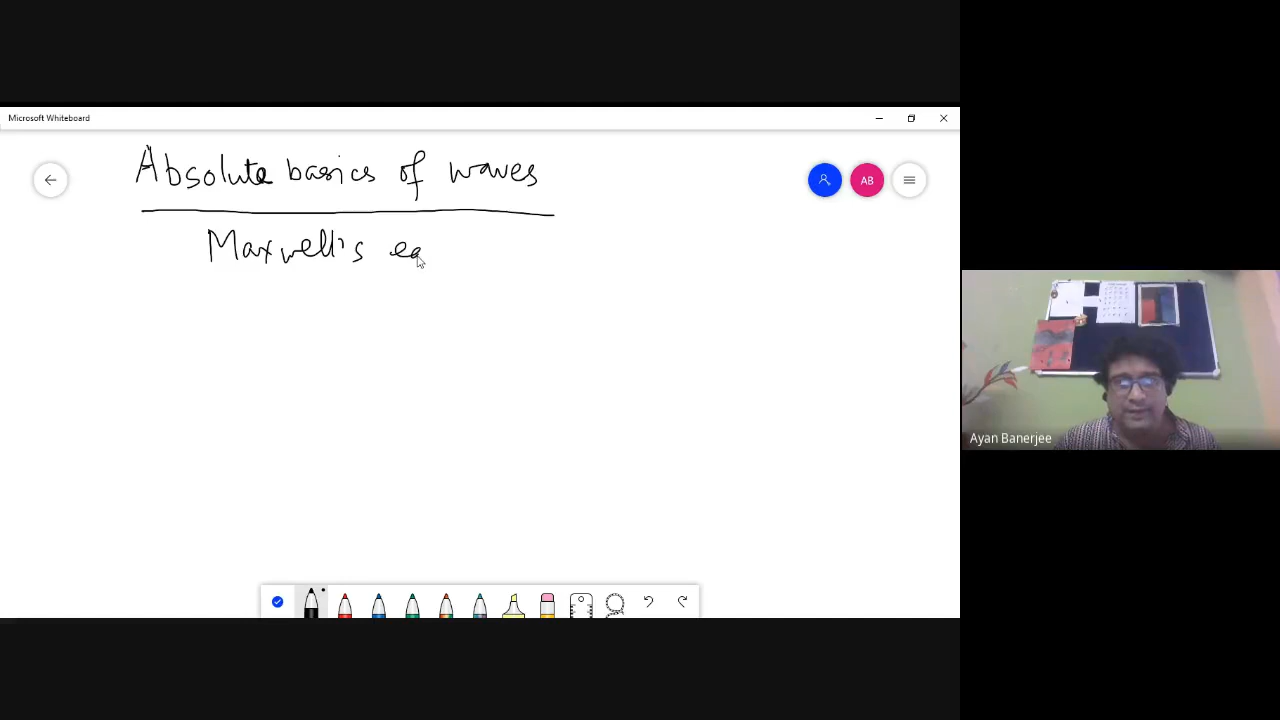 Microsoft Whiteboard
Absolute basics of waves
AB
Maxwell's eq
Ayan Banerjee